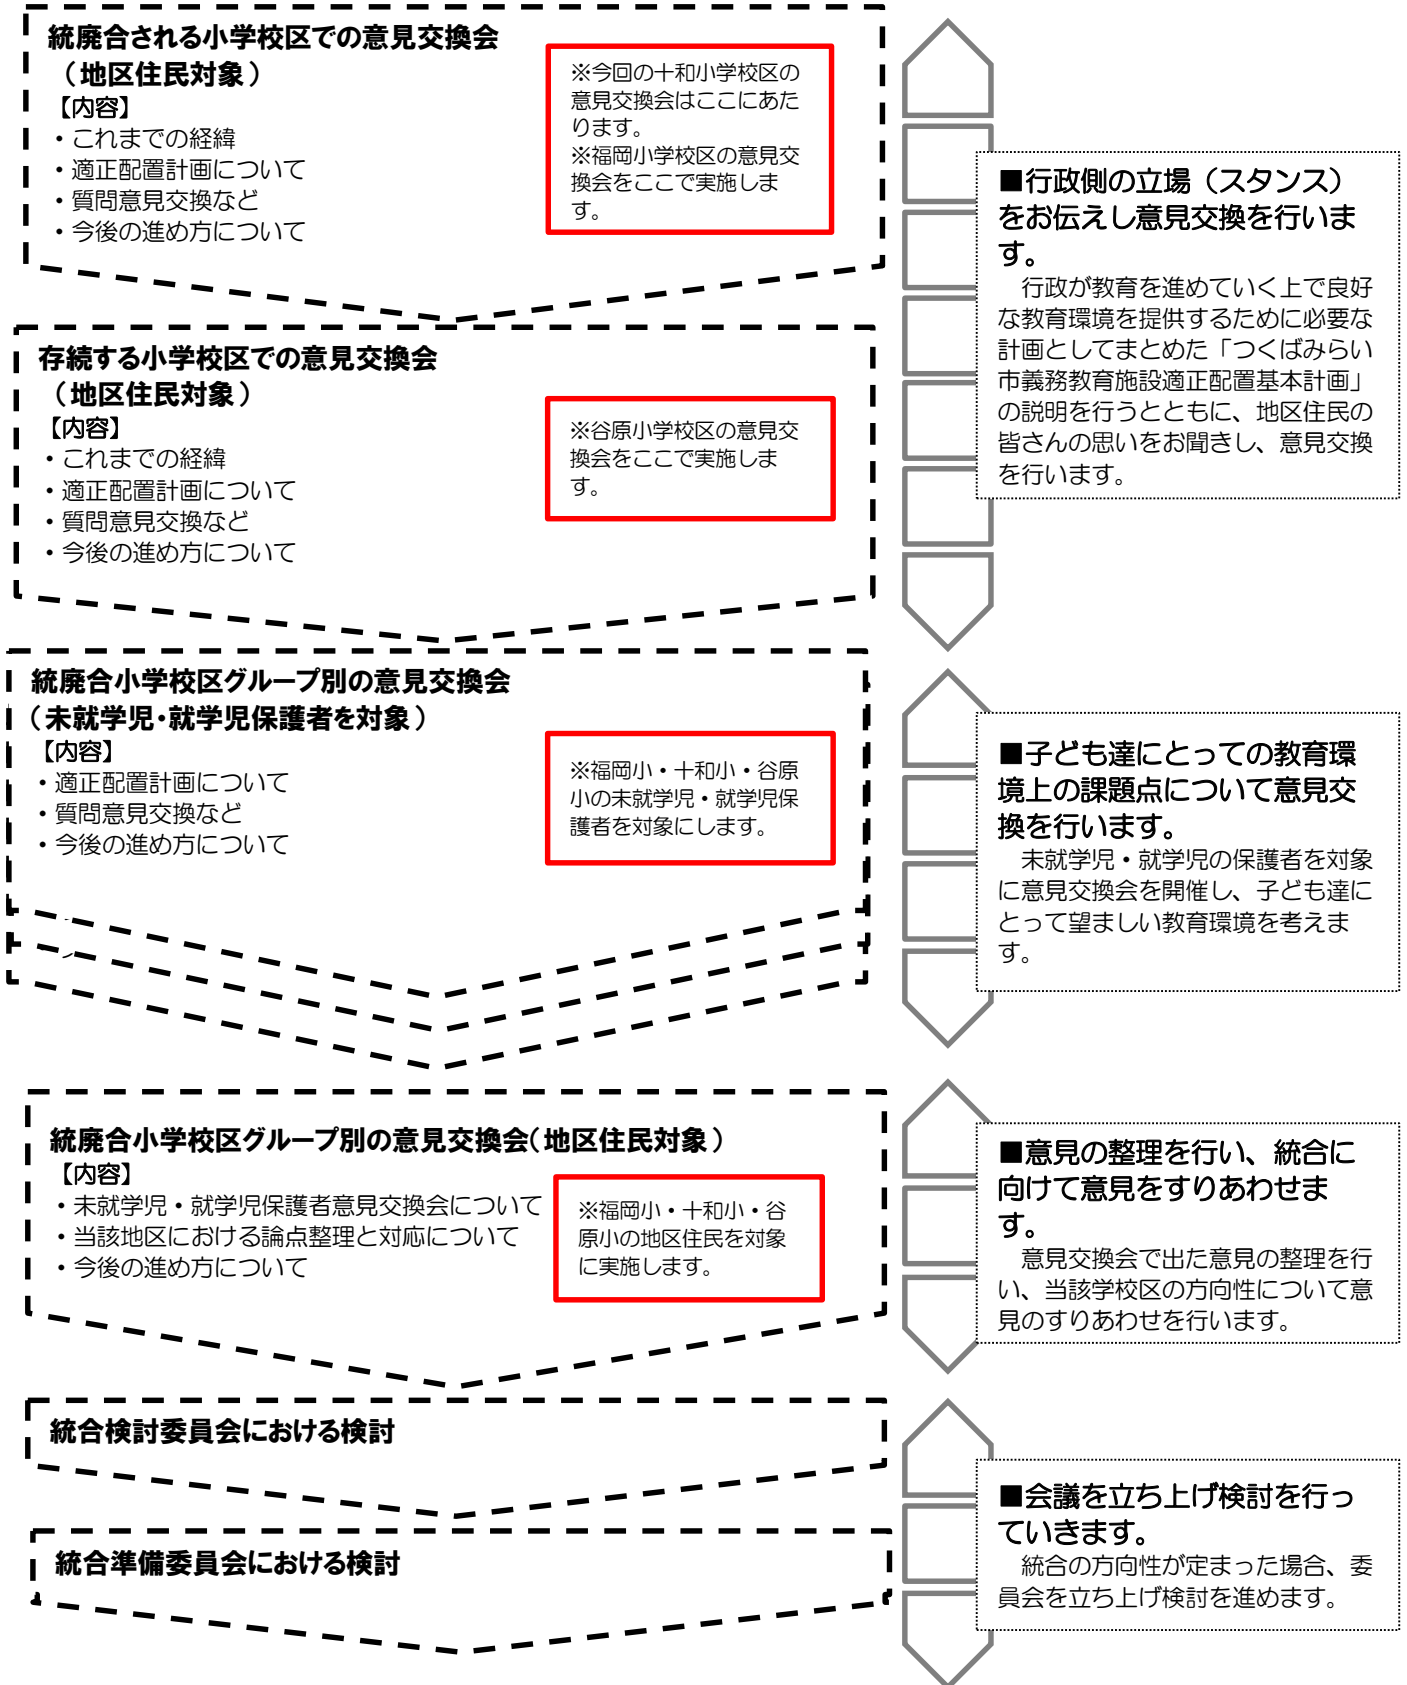 統廃合される小学校区での意見交換会
（地区住民対象）
【内容】
・これまでの経緯
・適正配置計画について
・質問意見交換など
・今後の進め方について
※今回の十和小学校区の
意見交換会はここにあた
ります。
※福岡小学校区の意見交
換会をここで実施しま
す。
存続する小学校区での意見交換会
（地区住民対象）
【内容】
・これまでの経緯
・適正配置計画について
・質問意見交換など
・今後の進め方について
※谷原小学校区の意見交
換会をここで実施しま
す。
■行政側の立場（スタンス）
をお伝えし意見交換を行いま
す。
　行政が教育を進めていく上で良好
な教育環境を提供するために必要な
計画としてまとめた「つくばみらい
市義務教育施設適正配置基本計画」
の説明を行うとともに、地区住民の
皆さんの思いをお聞きし、意見交換
を行います。
統廃合小学校区グループ別の意見交換会
（未就学児・就学児保護者を対象）
【内容】
・適正配置計画について
・質問意見交換など
・今後の進め方について
※福岡小・十和小・谷原
小の未就学児・就学児保
護者を対象にします。
■子ども達にとっての教育環
境上の課題点について意見交
換を行います。
　未就学児・就学児の保護者を対象
に意見交換会を開催し、子ども達に
とって望ましい教育環境を考えま
す。
統廃合小学校区グループ別の意見交換会（地区住民対象）
【内容】
・未就学児・就学児保護者意見交換会について
・当該地区における論点整理と対応について
・今後の進め方について
※福岡小・十和小・谷
原小の地区住民を対象
に実施します。
■意見の整理を行い、統合に
向けて意見をすりあわせま
す。
　意見交換会で出た意見の整理を行
い、当該学校区の方向性について意
見のすりあわせを行います。
統合検討委員会における検討
統合準備委員会における検討
■会議を立ち上げ検討を行っ
ていきます。
　統合の方向性が定まった場合、委
員会を立ち上げ検討を進めます。